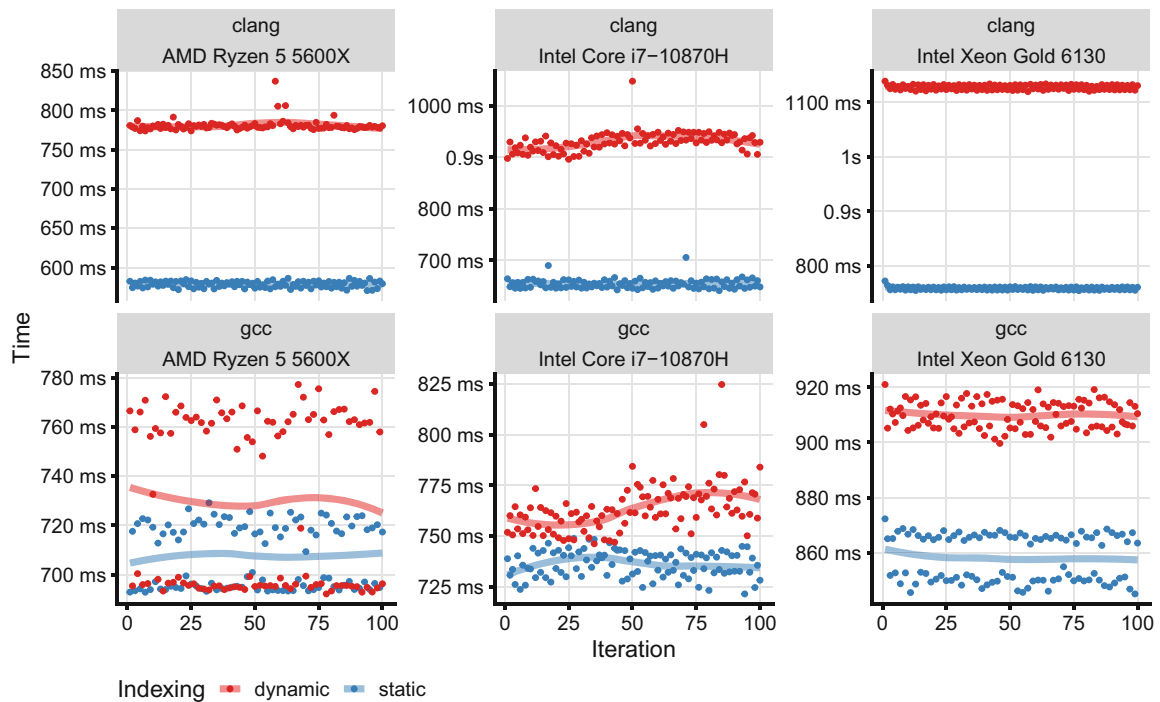 clang
AMD Ryzen 5 5600X
clang
Intel Core i7−10870H
clang
Intel Xeon Gold 6130
850 ms
800 ms
750 ms
700 ms
650 ms
600 ms
1000 ms
0.9s
800 ms
700 ms
1100 ms
1s
0.9s
800 ms
Time
gcc
AMD Ryzen 5 5600X
gcc
Intel Core i7−10870H
gcc
Intel Xeon Gold 6130
780 ms
760 ms
740 ms
720 ms
700 ms
825 ms
800 ms
775 ms
750 ms
725 ms
920 ms
900 ms
880 ms
860 ms
0 25 50 75 100
0 25 50 75 100
0 25 50 75 100
Iteration
Indexing dynamic static